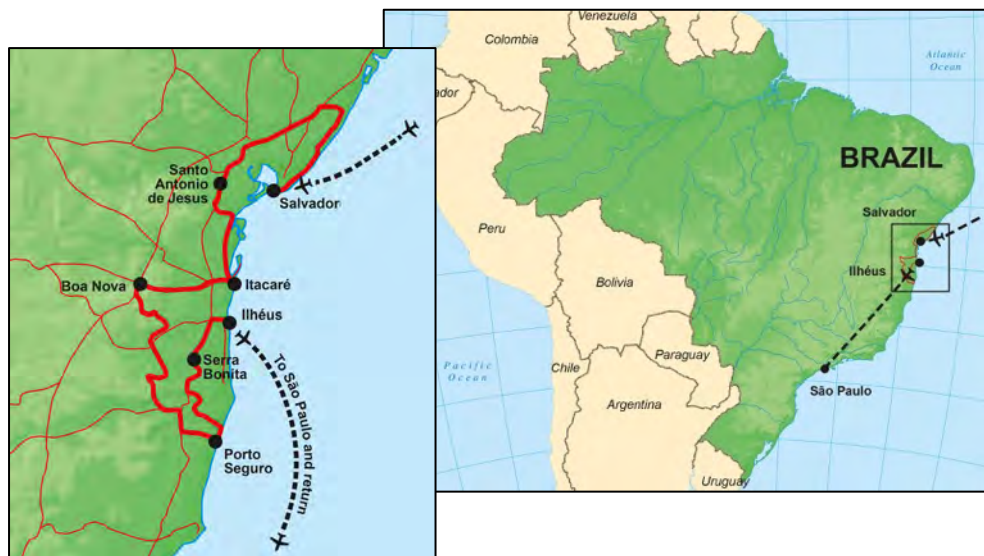 Santo
Antonio
de Jesus
Salvador
Boa Nova
Itacaré
Ilhéus
Serra
Bonita
To São Paulo and return
Porto
Seguro
Venezuela
Colombia
Atlantic
Ocean
ador
BRAZIL
Peru
Salvador
Ilhéus
Bolivia
Paraguay
Pacific
Ocean
Chile
São Paulo
Argentina
Uruguay